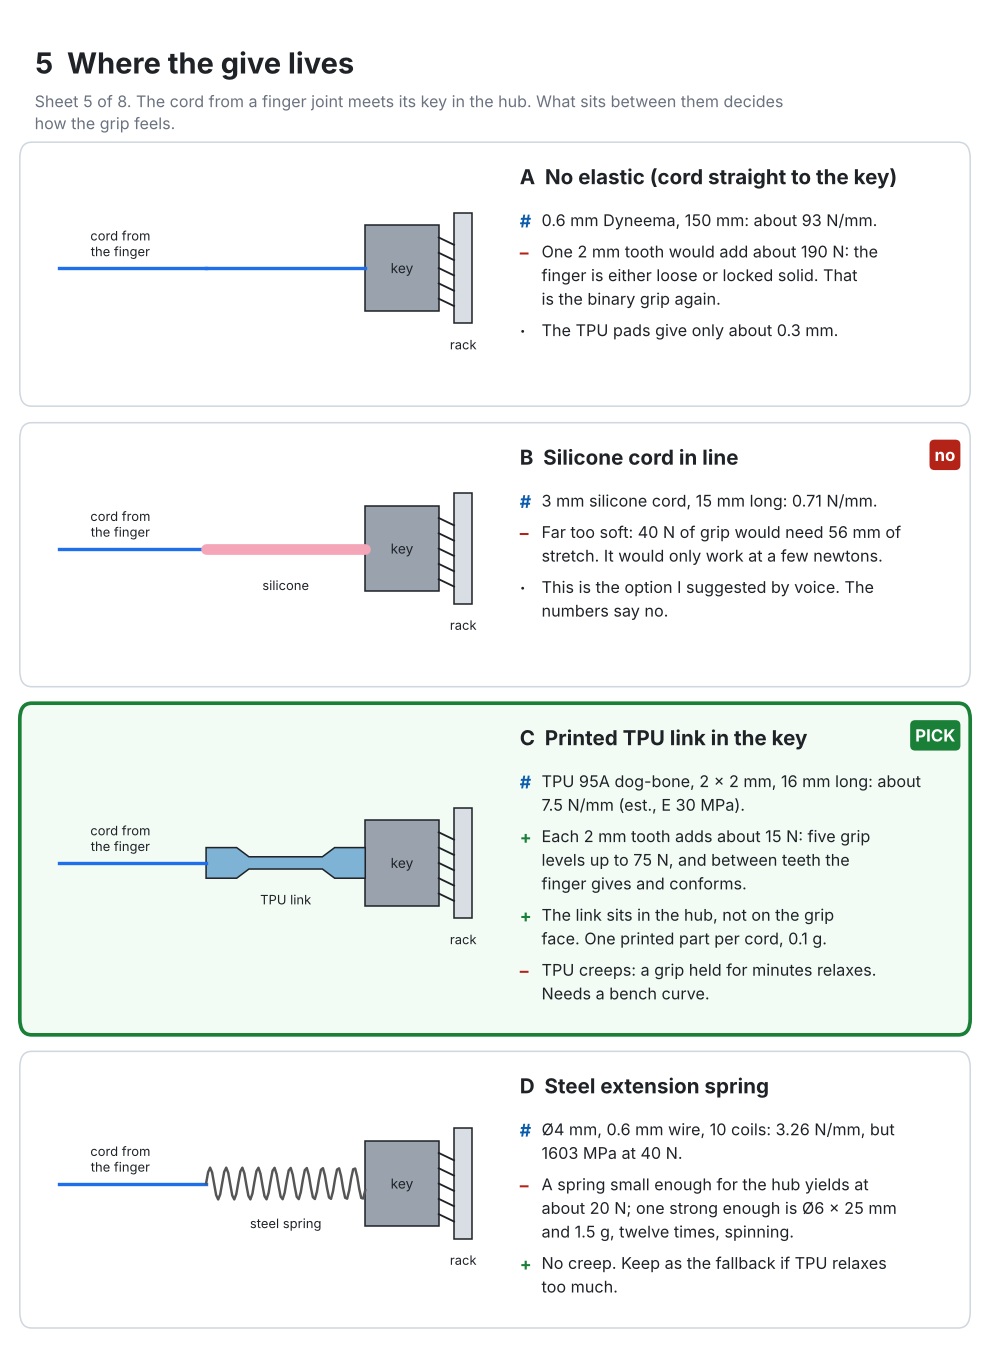 5 Where the give lives
Sheet 5 of 8. The cord from a finger joint meets its key in the hub. What sits between them decides
how the grip feels.
A No elastic (cord straight to the key)
# 0.6 mm Dyneema, 150 mm: about 93 N/mm.
– One 2 mm tooth would add about 190 N: the
finger is either loose or locked solid. That
is the binary grip again.
· The TPU pads give only about 0.3 mm.
cord from
the finger
key
rack
B Silicone cord in line
no
# 3 mm silicone cord, 15 mm long: 0.71 N/mm.
– Far too soft: 40 N of grip would need 56 mm of
stretch. It would only work at a few newtons.
· This is the option I suggested by voice. The
numbers say no.
cord from
the finger
silicone
key
rack
C Printed TPU link in the key
PICK
# TPU 95A dog-bone, 2 × 2 mm, 16 mm long: about
7.5 N/mm (est., E 30 MPa).
+ Each 2 mm tooth adds about 15 N: five grip
levels up to 75 N, and between teeth the
finger gives and conforms.
+ The link sits in the hub, not on the grip
face. One printed part per cord, 0.1 g.
– TPU creeps: a grip held for minutes relaxes.
Needs a bench curve.
cord from
the finger
TPU link
key
rack
D Steel extension spring
# Ø4 mm, 0.6 mm wire, 10 coils: 3.26 N/mm, but
1603 MPa at 40 N.
– A spring small enough for the hub yields at
about 20 N; one strong enough is Ø6 × 25 mm
and 1.5 g, twelve times, spinning.
+ No creep. Keep as the fallback if TPU relaxes
too much.
cord from
the finger
steel spring
key
rack